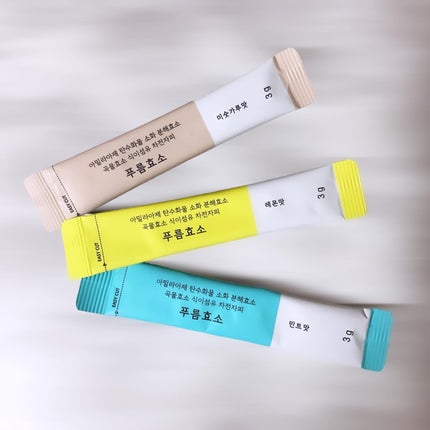 아밀라아제 탄수화물 소화 분해효소
곡물효소 식이섬유 차전자피
푸름효소
미숫가루맛
3g
EASY CUT
아밀라아제 탄수화물 소화 분해효소
곡물효소 식이섬유 차전자피
푸름효소
레몬맛
3g
EASY CUT
아밀라아제 탄수화물 소화 분해효소
곡물효소 식이섬유 차전자피
푸름효소
민트맛
3g
EASY CUT